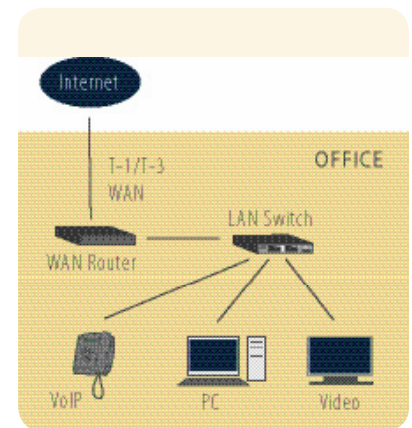 Internet
OFFICE
T-1/T-3
WAN
LAN Switch
WAN Router
VoIP
PC
Video